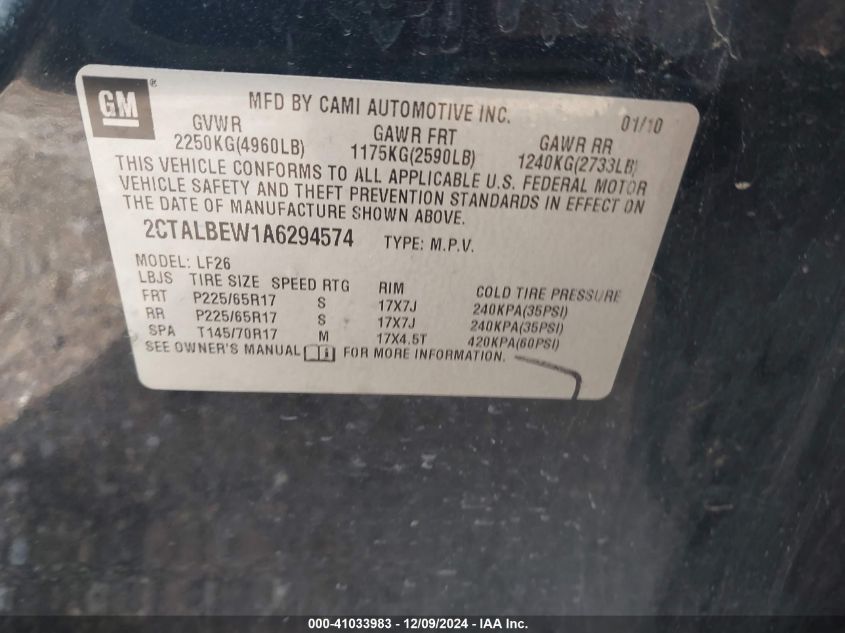 GM ®
MFD BY CAMI AUTOMOTIVE INC. 01/10
GVWR GAWR FRT GAWR RR
2250KG(4960LB) 1175KG(2590LB) 1240KG(2733LB)
THIS VEHICLE CONFORMS TO ALL APPLICABLE U.S. FEDERAL MOTOR
VEHICLE SAFETY AND THEFT PREVENTION STANDARDS IN EFFECT ON
THE DATE OF MANUFACTURE SHOWN ABOVE.
2CTALBEW1A6294574 TYPE: M.P.V.
MODEL: LF26
LBJS TIRE SIZE SPEED RTG RIM COLD TIRE PRESSURE
FRT P225/65R17 S 17X7J 240KPA(35PSI)
RR P225/65R17 S 17X7J 240KPA(35PSI)
SPA T145/70R17 M 17X4.5T 420KPA(60PSI)
SEE OWNER'S MANUAL FOR MORE INFORMATION.
000-41033983 - 12/09/2024 - IAA Inc.